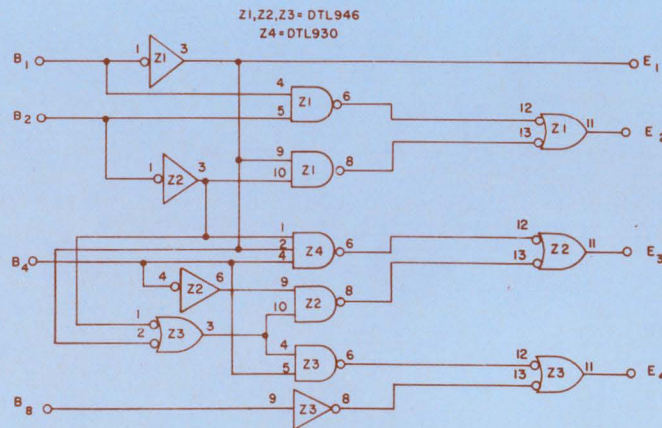 Z1,Z2,Z3= DTL946
Z4=DTL930
B1 1 Z1 3 E1
4 5 Z1 6
B2 12 13 Z1 11 E2
9 10 Z1 8
1 Z2 3
1 2 4 Z4 6
12 13 Z2 11 E3
B4
4 Z2 6
9 10 Z2 8
1 2 Z3 3
4 5 Z3 6
12 13 Z3 11 E4
B8 9 Z3 8